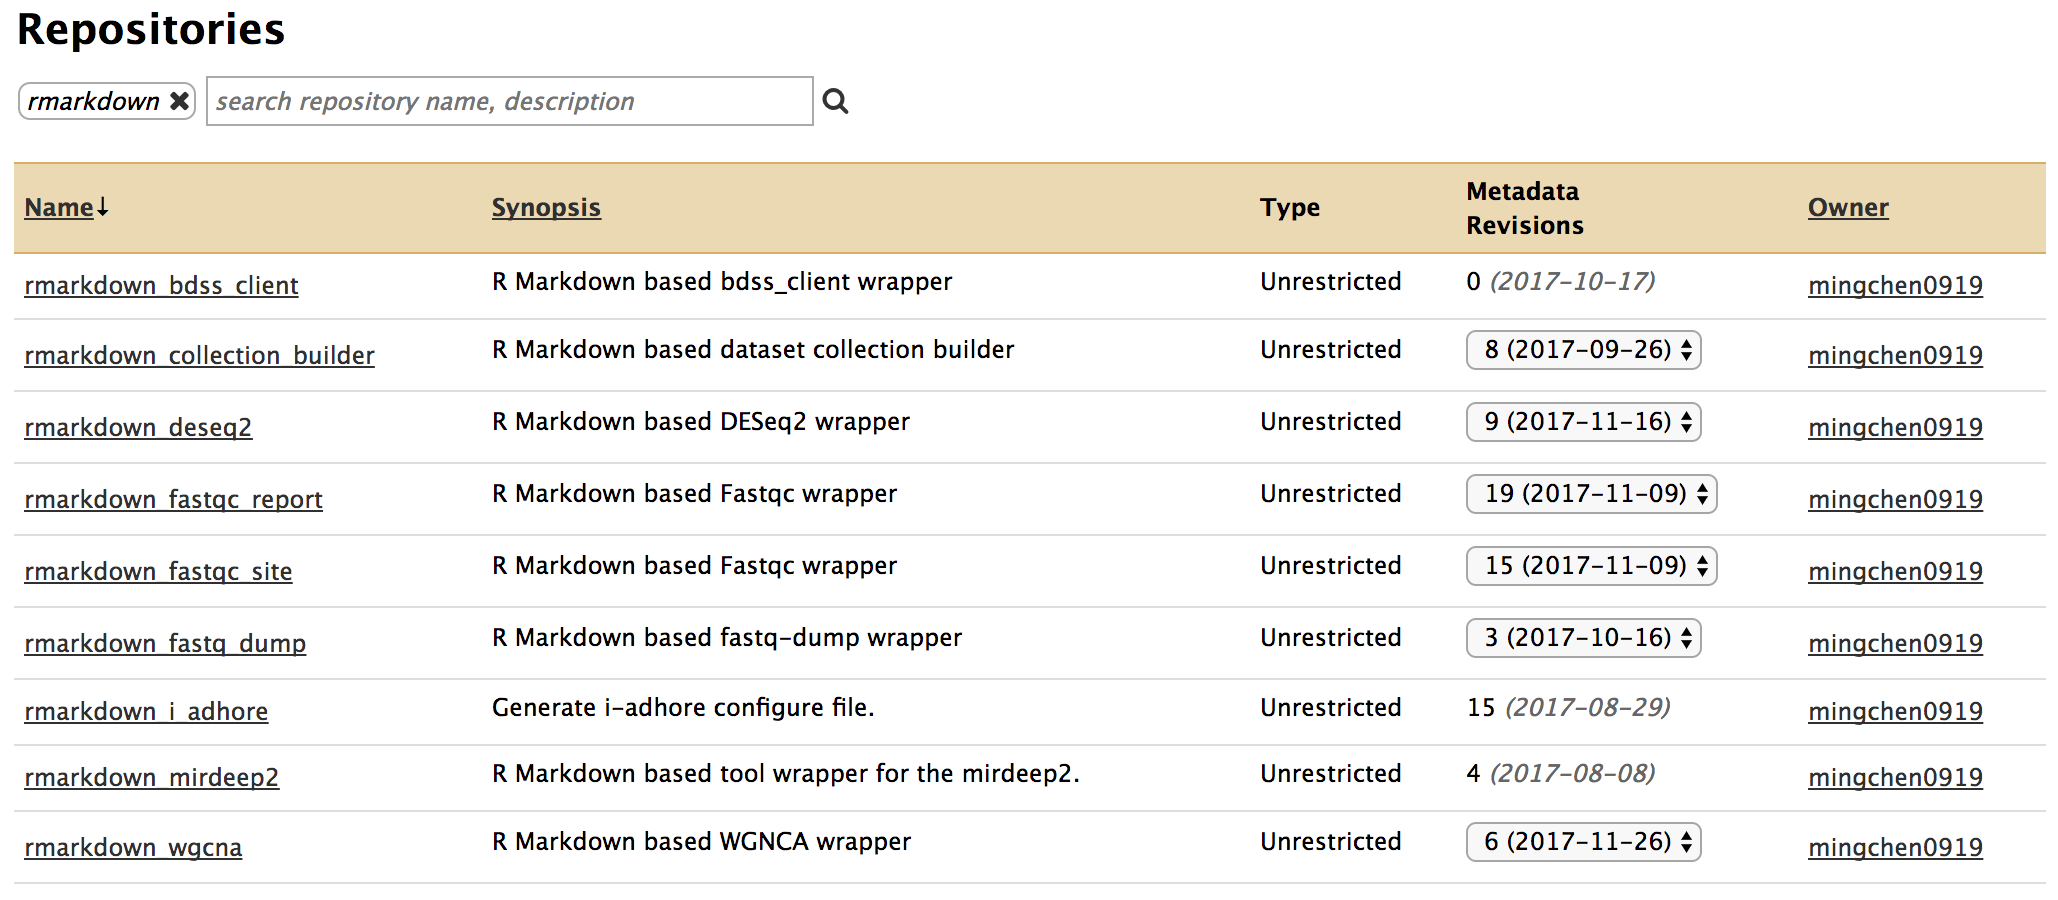 Repositories
rmarkdown ✖ search repository name, description
Name↓ Synopsis Type Metadata Revisions Owner
rmarkdown_bdss_client R Markdown based bdss_client wrapper Unrestricted 0 (2017-10-17) mingchen0919
rmarkdown_collection_builder R Markdown based dataset collection builder Unrestricted 8 (2017-09-26) mingchen0919
rmarkdown_deseq2 R Markdown based DESeq2 wrapper Unrestricted 9 (2017-11-16) mingchen0919
rmarkdown_fastqc_report R Markdown based Fastqc wrapper Unrestricted 19 (2017-11-09) mingchen0919
rmarkdown_fastqc_site R Markdown based Fastqc wrapper Unrestricted 15 (2017-11-09) mingchen0919
rmarkdown_fastq_dump R Markdown based fastq-dump wrapper Unrestricted 3 (2017-10-16) mingchen0919
rmarkdown_i_adhore Generate i-adhore configure file. Unrestricted 15 (2017-08-29) mingchen0919
rmarkdown_mirdeep2 R Markdown based tool wrapper for the mirdeep2. Unrestricted 4 (2017-08-08) mingchen0919
rmarkdown_wgcna R Markdown based WGNCA wrapper Unrestricted 6 (2017-11-26) mingchen0919